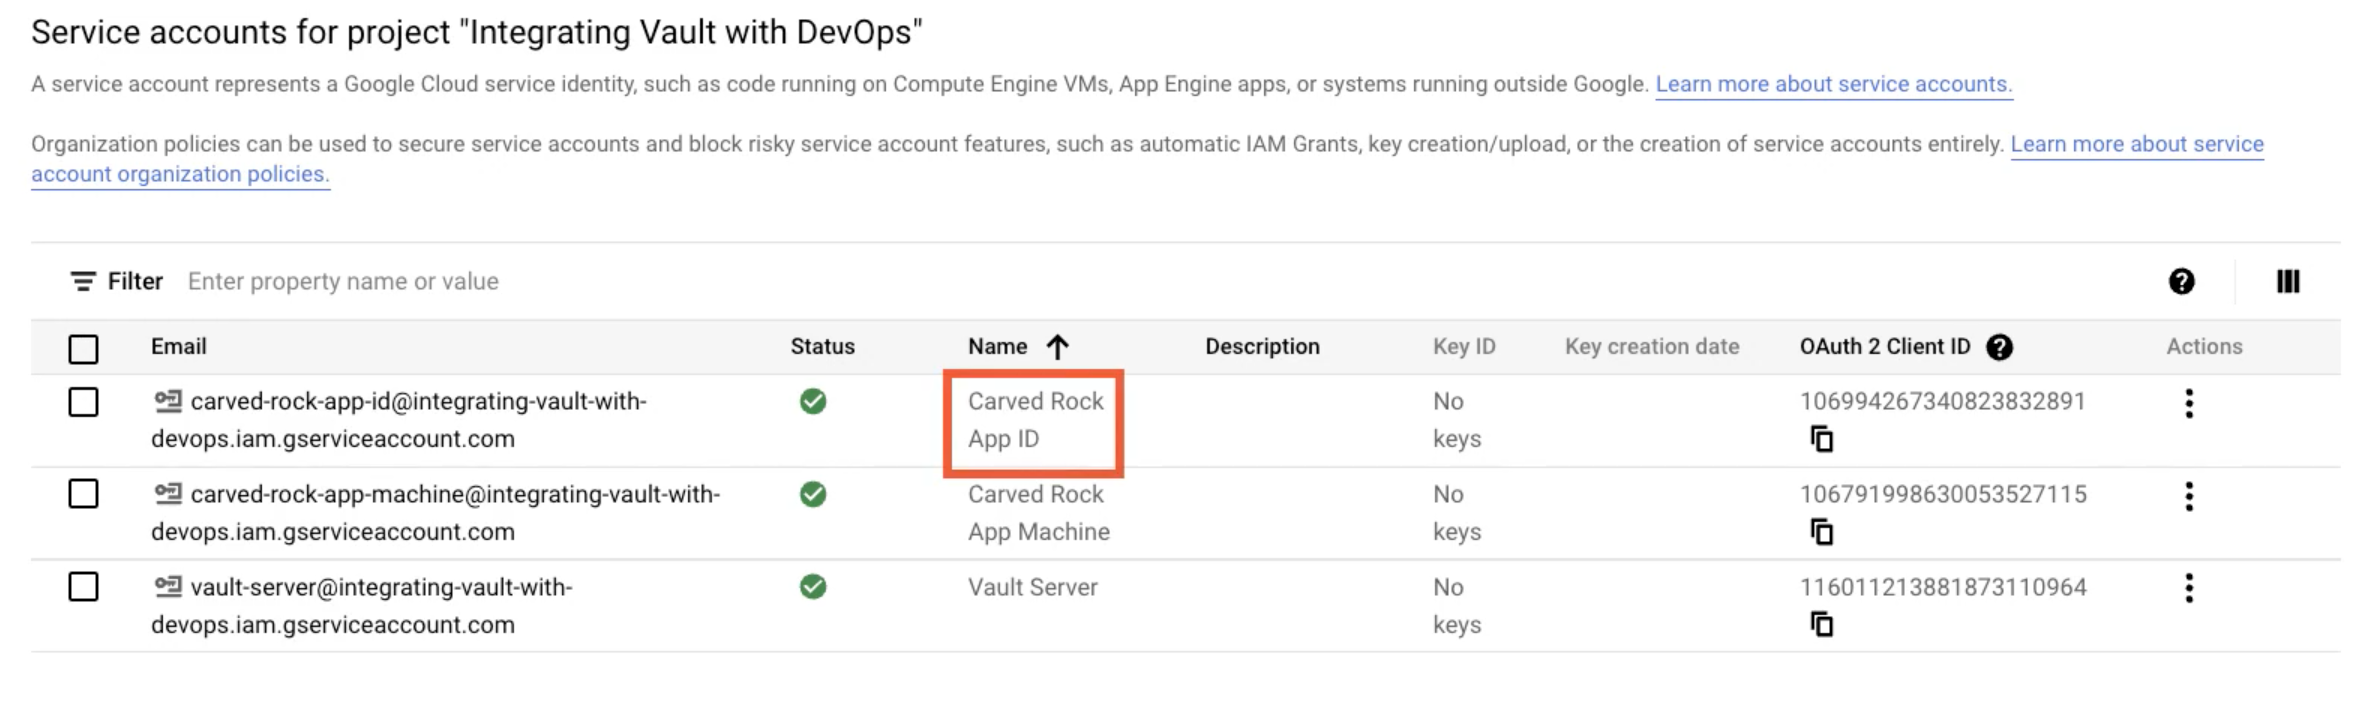 Service accounts for project "Integrating Vault with DevOps"
A service account represents a Google Cloud service identity, such as code running on Compute Engine VMs, App Engine apps, or systems running outside Google. Learn more about service accounts.
Organization policies can be used to secure service accounts and block risky service account features, such as automatic IAM Grants, key creation/upload, or the creation of service accounts entirely. Learn more about service
account organization policies.
Filter Enter property name or value
Email Status Name Description Key ID Key creation date OAuth 2 Client ID Actions
carved-rock-app-id@integrating-vault-with- Carved Rock No 106994267340823832891
devops.iam.gserviceaccount.com App ID keys
carved-rock-app-machine@integrating-vault-with- Carved Rock No 106791998630053527115
devops.iam.gserviceaccount.com App Machine keys
vault-server@integrating-vault-with- Vault Server No 116011213881873110964
devops.iam.gserviceaccount.com keys